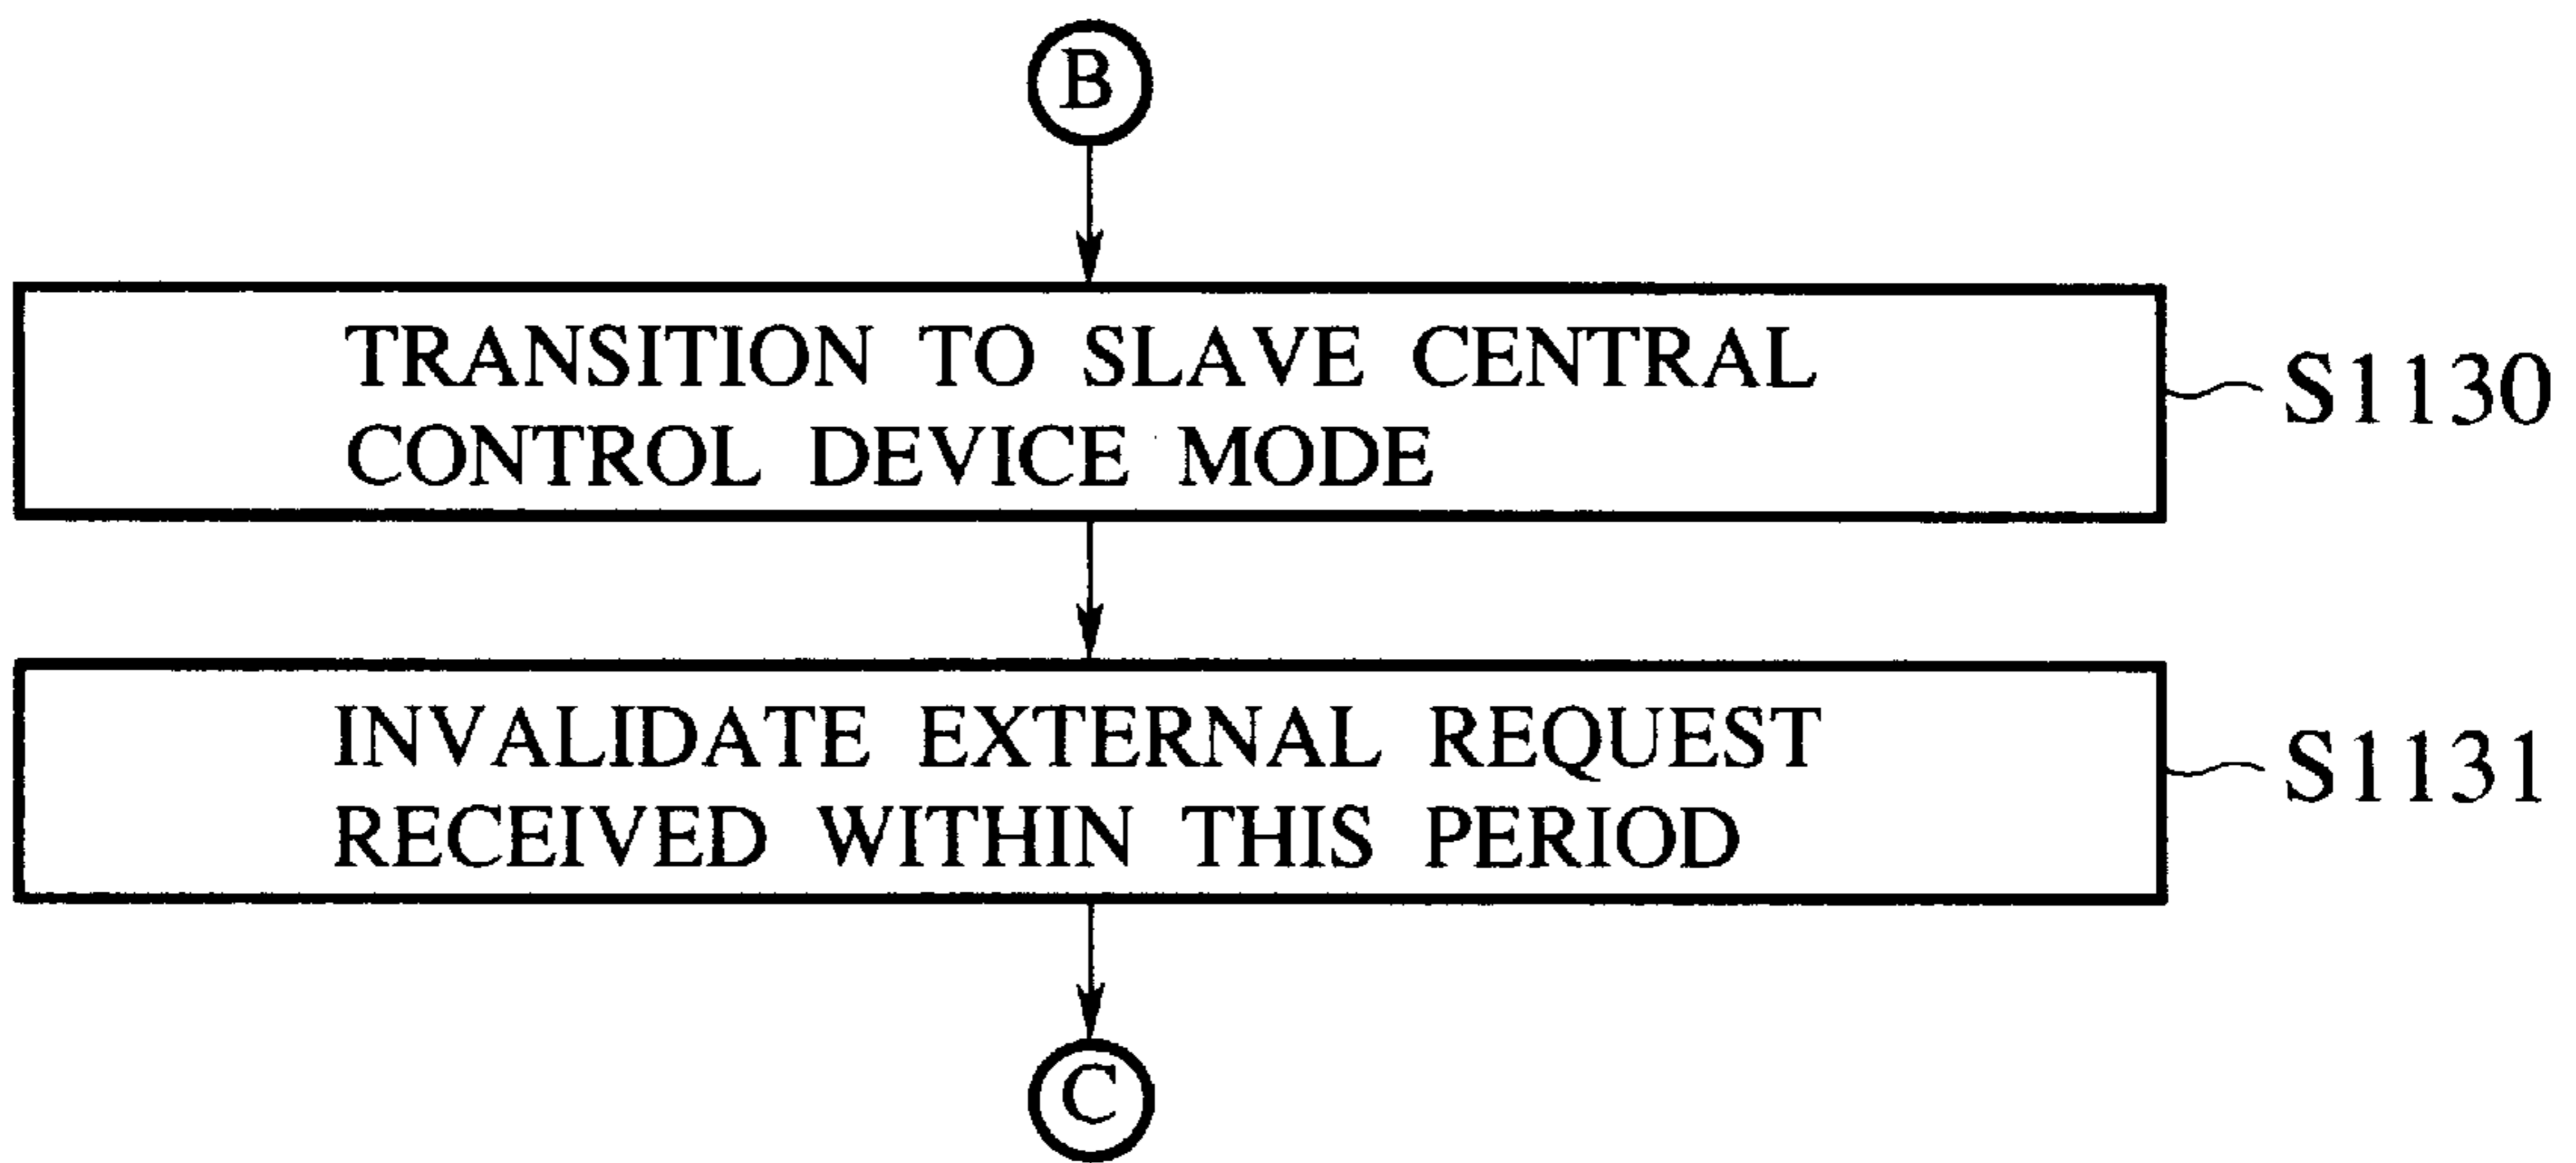 B
TRANSITION TO SLAVE CENTRAL
CONTROL DEVICE MODE
S1130
INVALIDATE EXTERNAL REQUEST
RECEIVED WITHIN THIS PERIOD
S1131
C